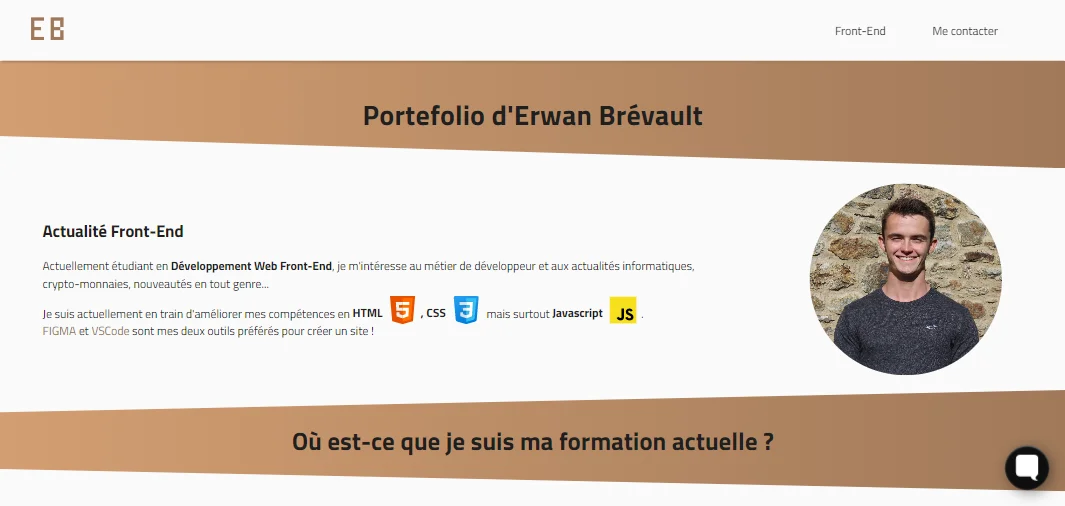 EB
Front-End
Me contacter
Portefolio d'Erwan Brévault
Actualité Front-End
Actuellement étudiant en Développement Web Front-End, je m'intéresse au métier de développeur et aux actualités informatiques,
crypto-monnaies, nouveautés en tout genre...
Je suis actuellement en train d'améliorer mes compétences en HTML 5 , CSS 3 mais surtout Javascript JS .
FIGMA et VSCode sont mes deux outils préférés pour créer un site !
Où est-ce que je suis ma formation actuelle ?